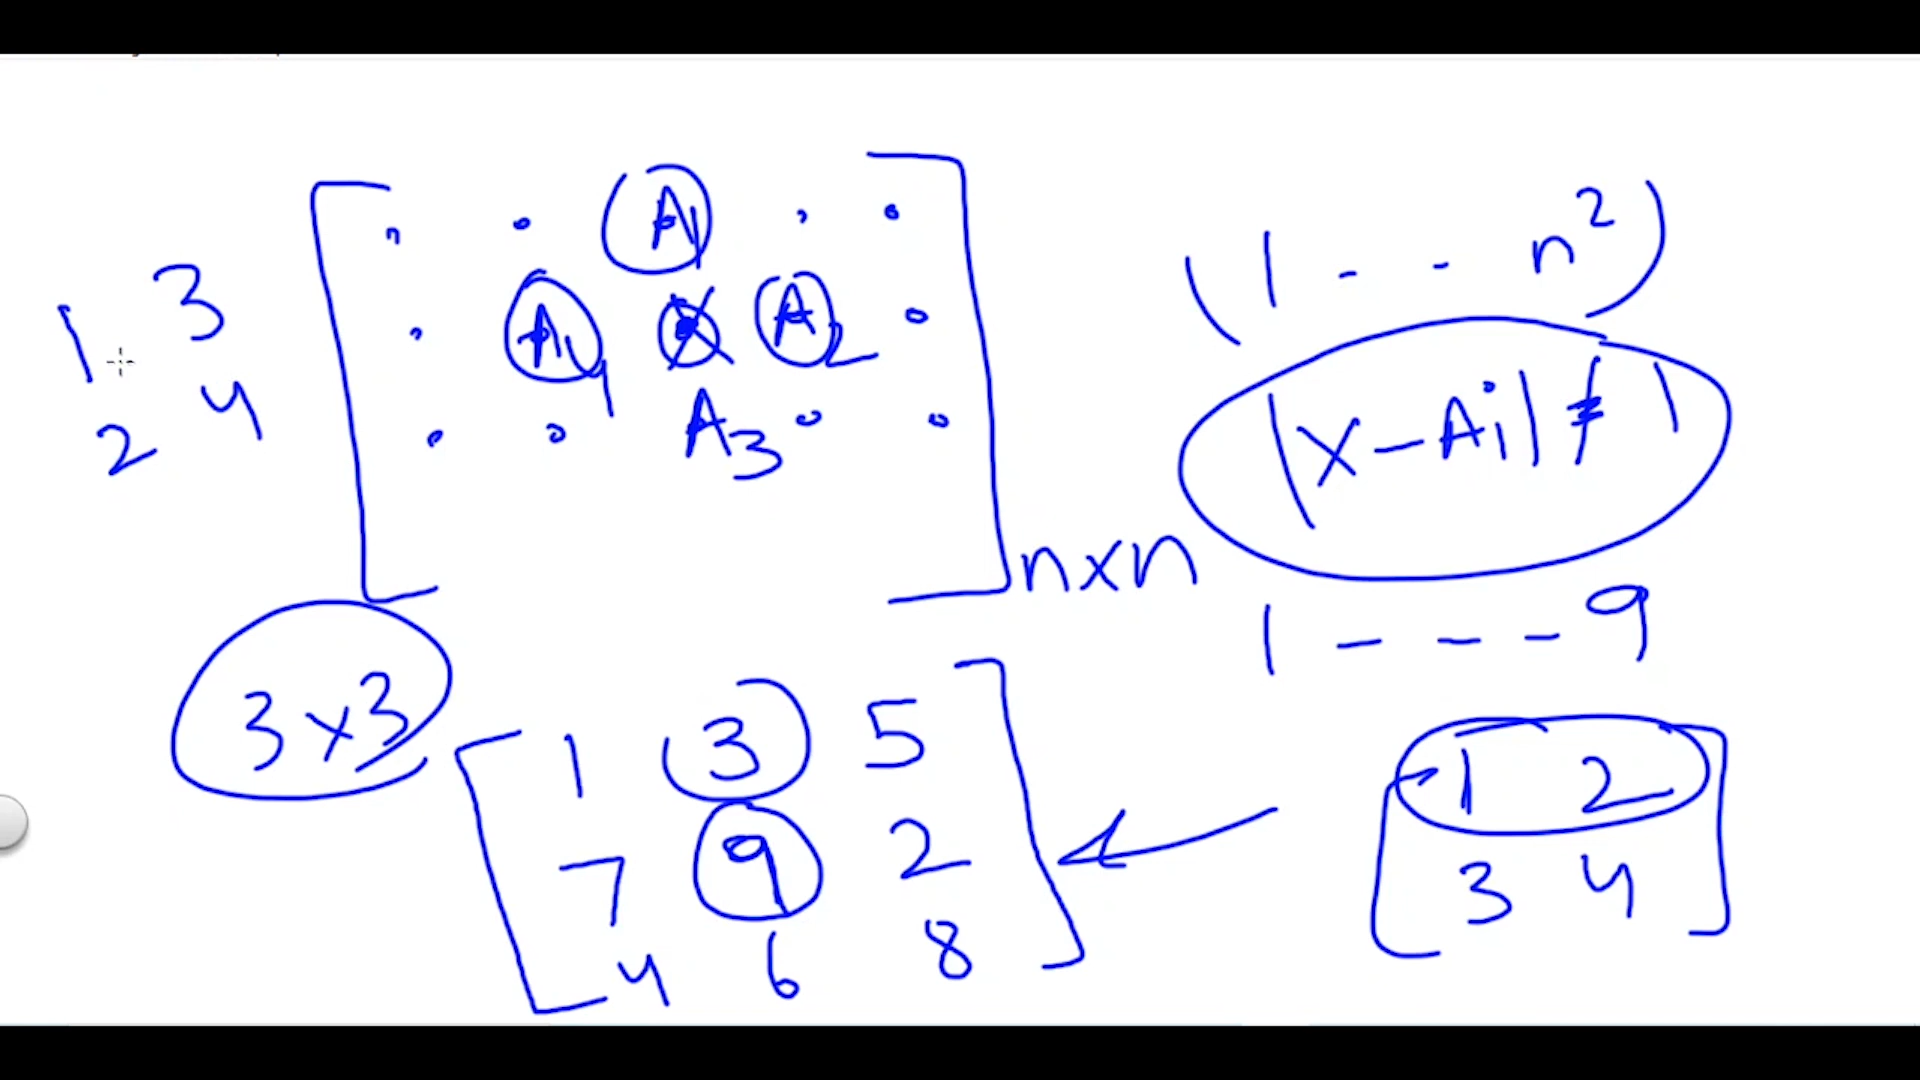 A1
A4 X A2
A3
n×n
1 3
2 4
(1 - - n²)
|X-Ai| ≠ 1
1 - - - 9
3×3
1 3 5
7 9 2
4 6 8
1 2
3 4